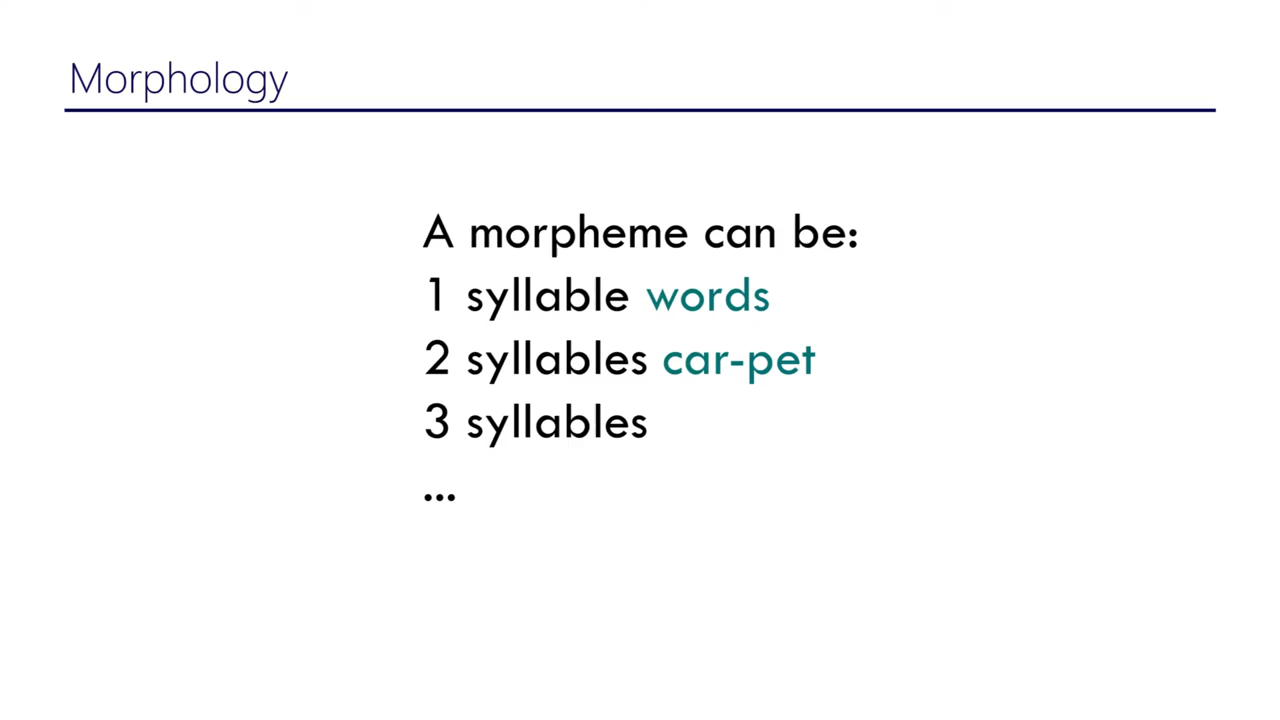 Morphology
A morpheme can be:
1 syllable words
2 syllables car-pet
3 syllables
...